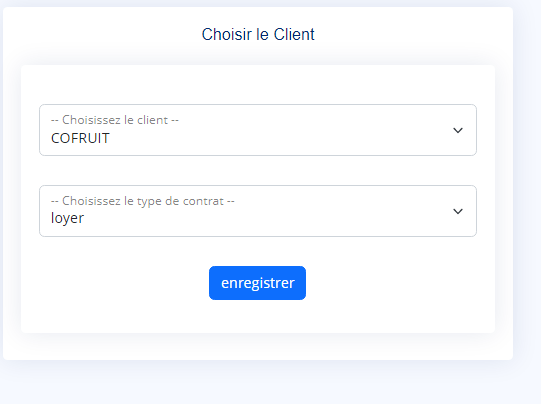 Choisir le Client
-- Choisissez le client --
COFRUIT
-- Choisissez le type de contrat --
loyer
enregistrer